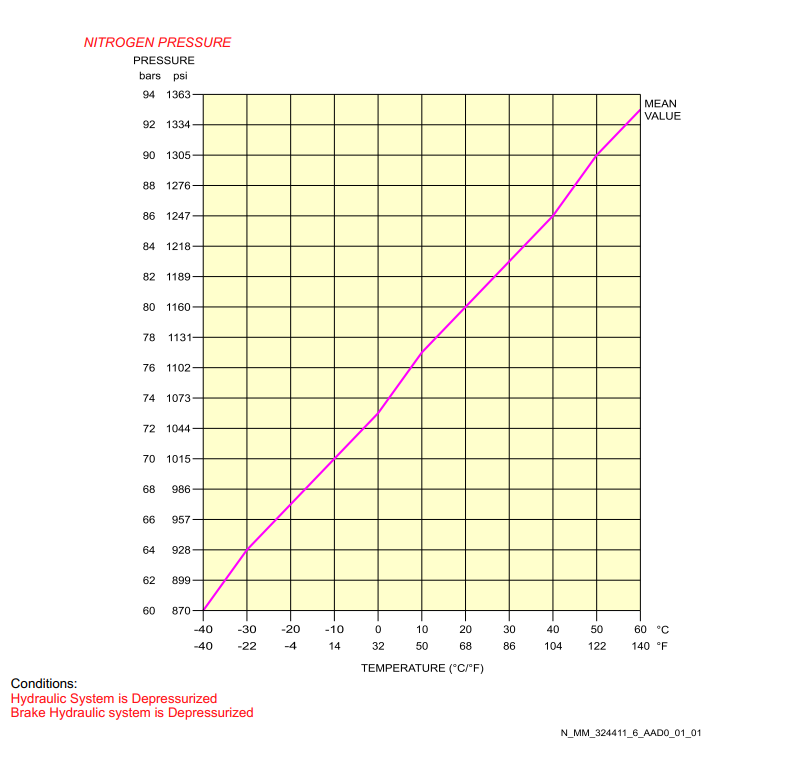 NITROGEN PRESSURE
PRESSURE
bars psi
94 1363
MEAN
VALUE
92 1334
90 1305
88 1276
86 1247
84 1218
82 1189
80 1160
78 1131
76 1102
74 1073
72 1044
70 1015
68 986
66 957
64 928
62 899
60 870
-40 -30 -20 -10 0 10 20 30 40 50 60 °C
-40 -22 -4 14 32 50 68 86 104 122 140 °F
TEMPERATURE (°C/°F)
Conditions:
Hydraulic System is Depressurized
Brake Hydraulic system is Depressurized
N_MM_324411_6_AAD0_01_01